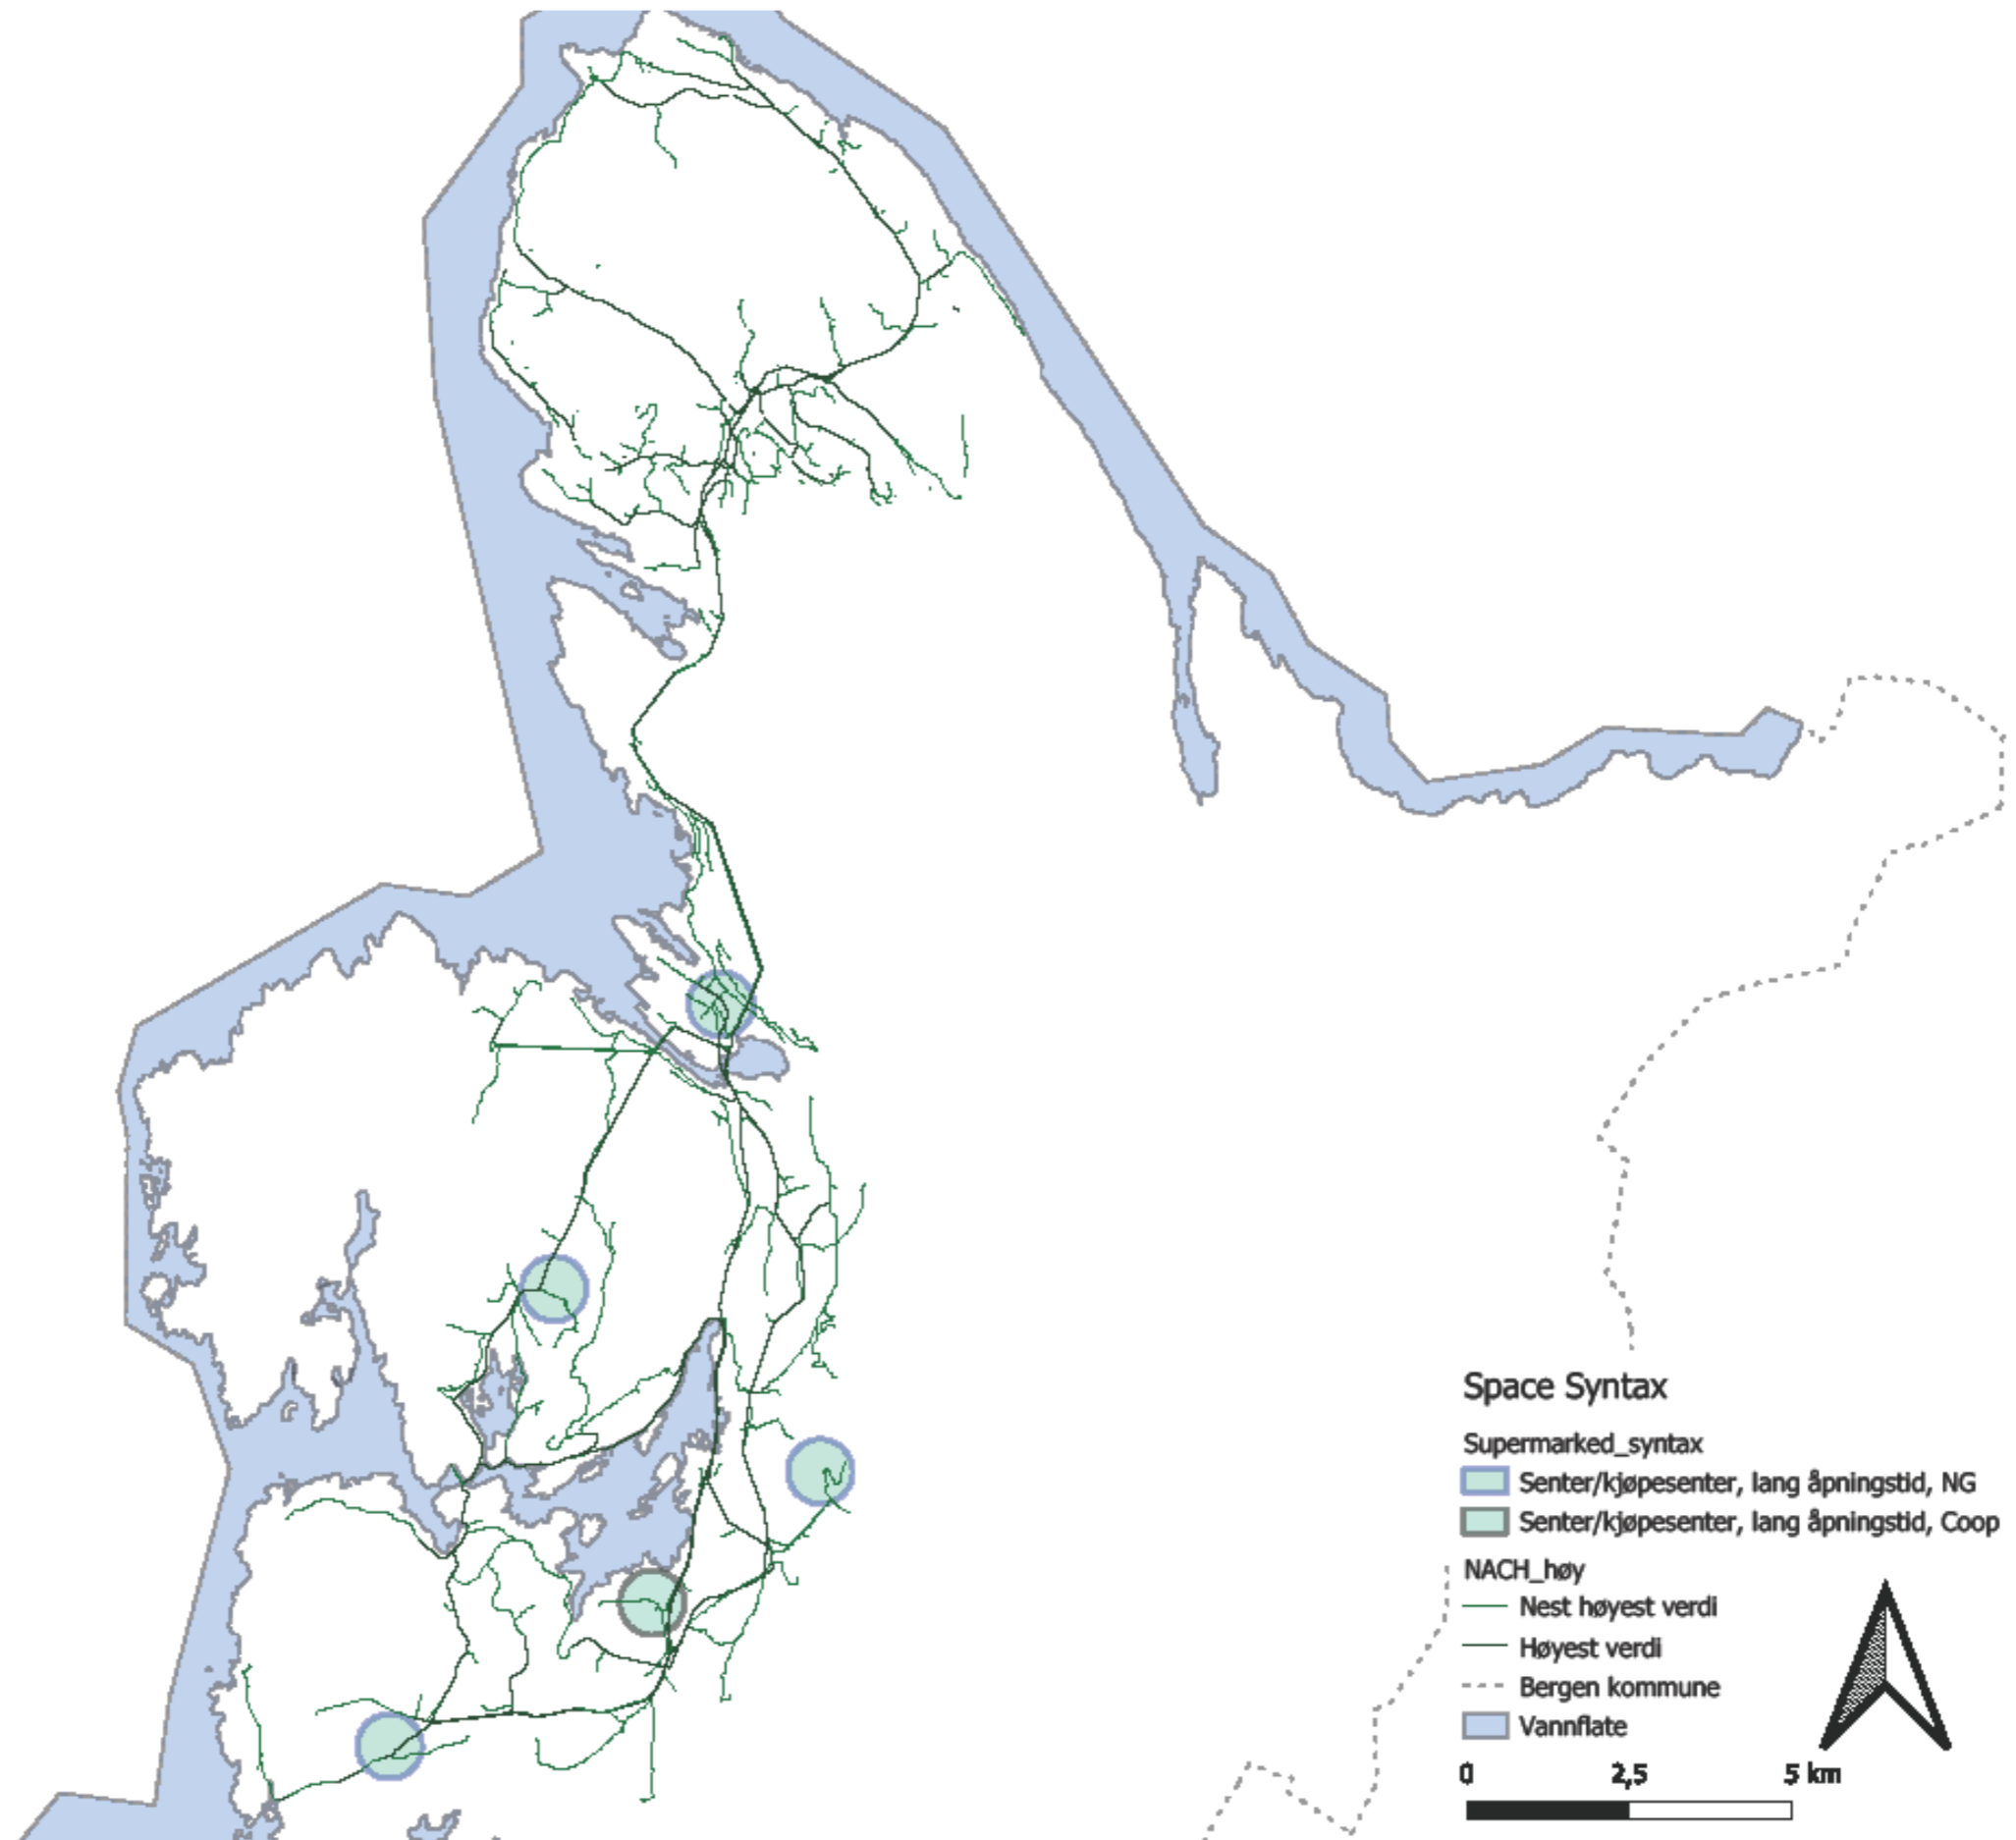 Space Syntax
Supermarked_syntax
Senter/kjøpesenter, lang åpningstid, NG
Senter/kjøpesenter, lang åpningstid, Coop
NACH_høy
Nest høyest verdi
Høyest verdi
Bergen kommune
Vannflate
0 2,5 5 km